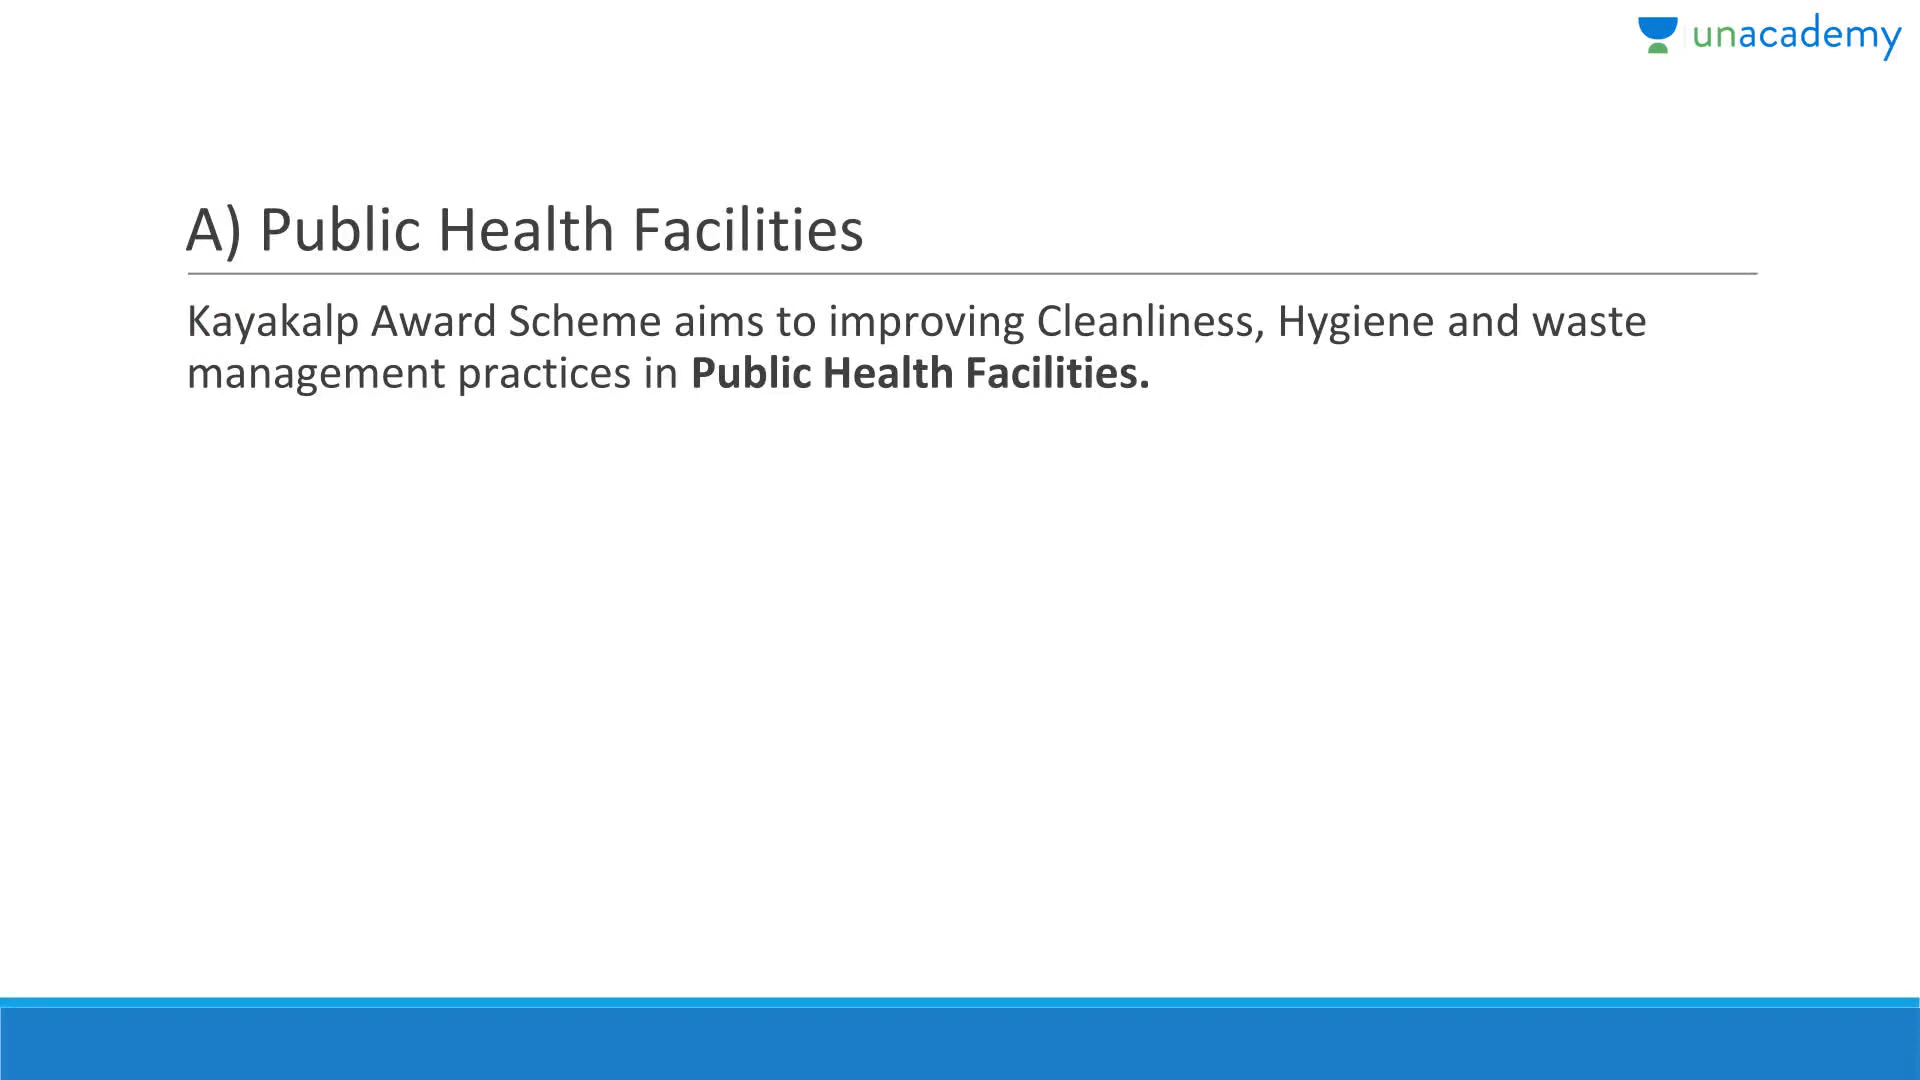 unacademy
A) Public Health Facilities
Kayakalp Award Scheme aims to improving Cleanliness, Hygiene and waste
management practices in Public Health Facilities.